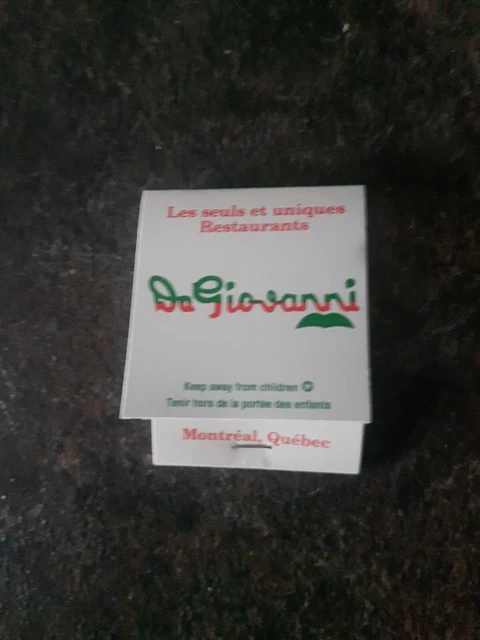 Les seuls et uniques
Restaurants
Da Giovanni
Keep away from children
Tenir hors de la portée des enfants
Montréal, Québec